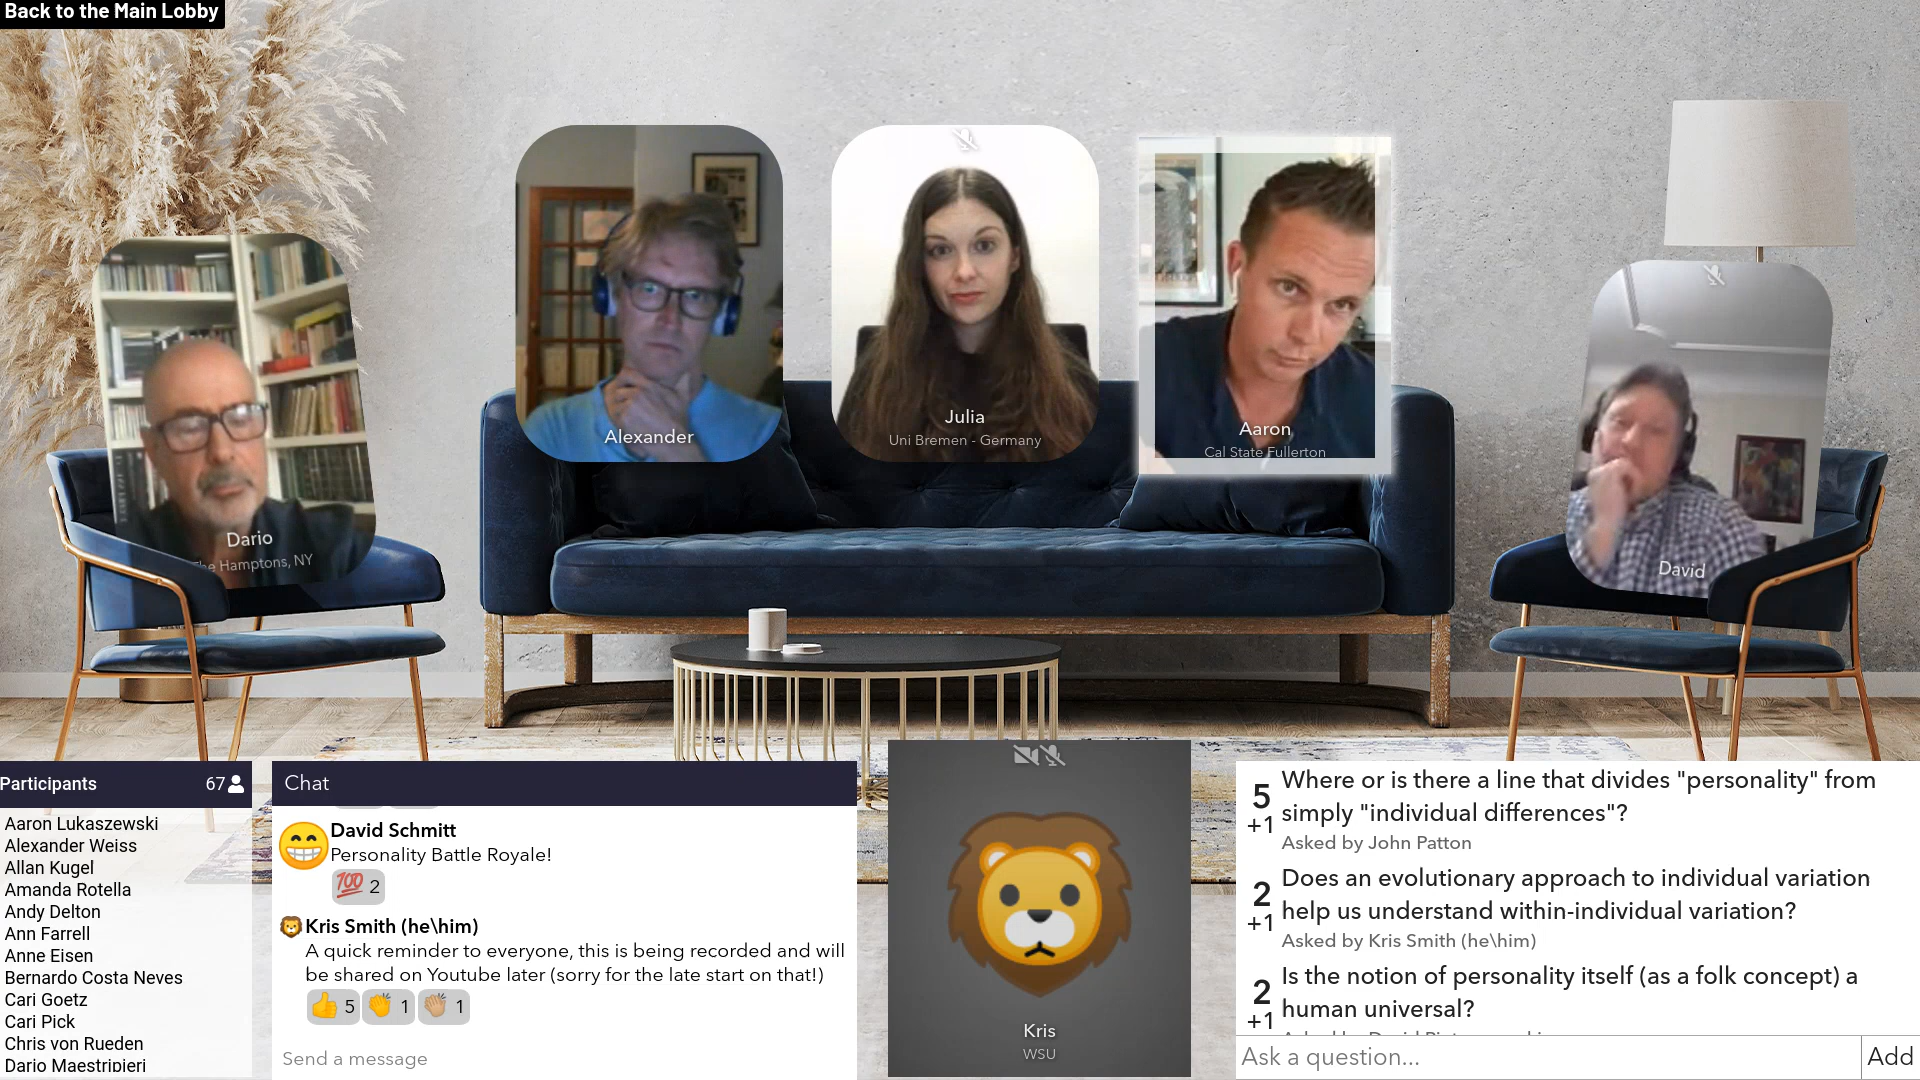 Back to the Main Lobby
Dario
The Hamptons, NY
Alexander
Julia
Uni Bremen - Germany
Aaron
Cal State Fullerton
David
Participants
67
Aaron Lukaszewski
Alexander Weiss
Allan Kugel
Amanda Rotella
Andy Delton
Ann Farrell
Anne Eisen
Bernardo Costa Neves
Cari Goetz
Cari Pick
Chris von Rueden
Dario Maestripieri
Chat
David Schmitt
Personality Battle Royale!
💯 2
Kris Smith (he\him)
A quick reminder to everyone, this is being recorded and will
be shared on Youtube later (sorry for the late start on that!)
5 1 1
Send a message
Kris
WSU
5
+1
Where or is there a line that divides "personality" from
simply "individual differences"?
Asked by John Patton
2
+1
Does an evolutionary approach to individual variation
help us understand within-individual variation?
Asked by Kris Smith (he\him)
2
+1
Is the notion of personality itself (as a folk concept) a
human universal?
Ask a question...
Add